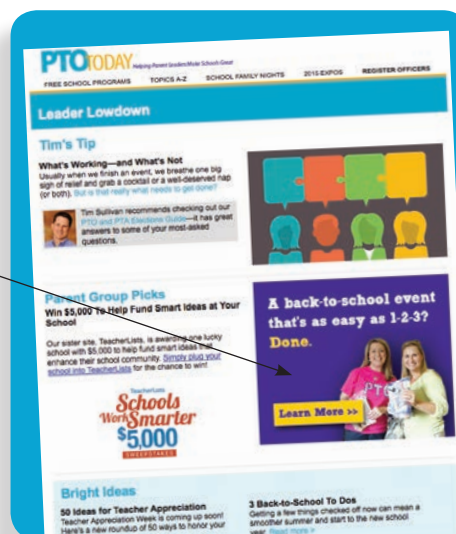 PTOTODAY Helping Parent Leaders Make Schools Great
FREE SCHOOL PROGRAMS TOPICS A-Z SCHOOL FAMILY NIGHTS 2015 EXPOS REGISTER OFFICERS
Leader Lowdown
Tim's Tip
What's Working—and What's Not
Usually when we finish an event, we breathe one big
sigh of relief and grab a cocktail or a well-deserved nap
(or both). But is that really what needs to get done?
Tim Sullivan recommends checking out our
PTO and PTA Elections Guide—it has great
answers to some of your most-asked
questions.
Parent Group Picks
Win $5,000 To Help Fund Smart Ideas at Your
School
Our sister site, TeacherLists, is awarding one lucky
school with $5,000 to help fund smart ideas that
enhance their school community. Simply plug your
school into TeacherLists for the chance to win!
TeacherLists
Schools
Work Smarter
$5,000
SWEEPSTAKES
A back-to-school event
that's as easy as 1-2-3?
Done.
PTO
Learn More >>
Bright Ideas
50 Ideas for Teacher Appreciation
Teacher Appreciation Week is coming up soon!
Here's a new roundup of 50 ways to honor your
3 Back-to-School To Dos
Getting a few things checked off now can mean a
smoother summer and start to the new school
year. Read more >